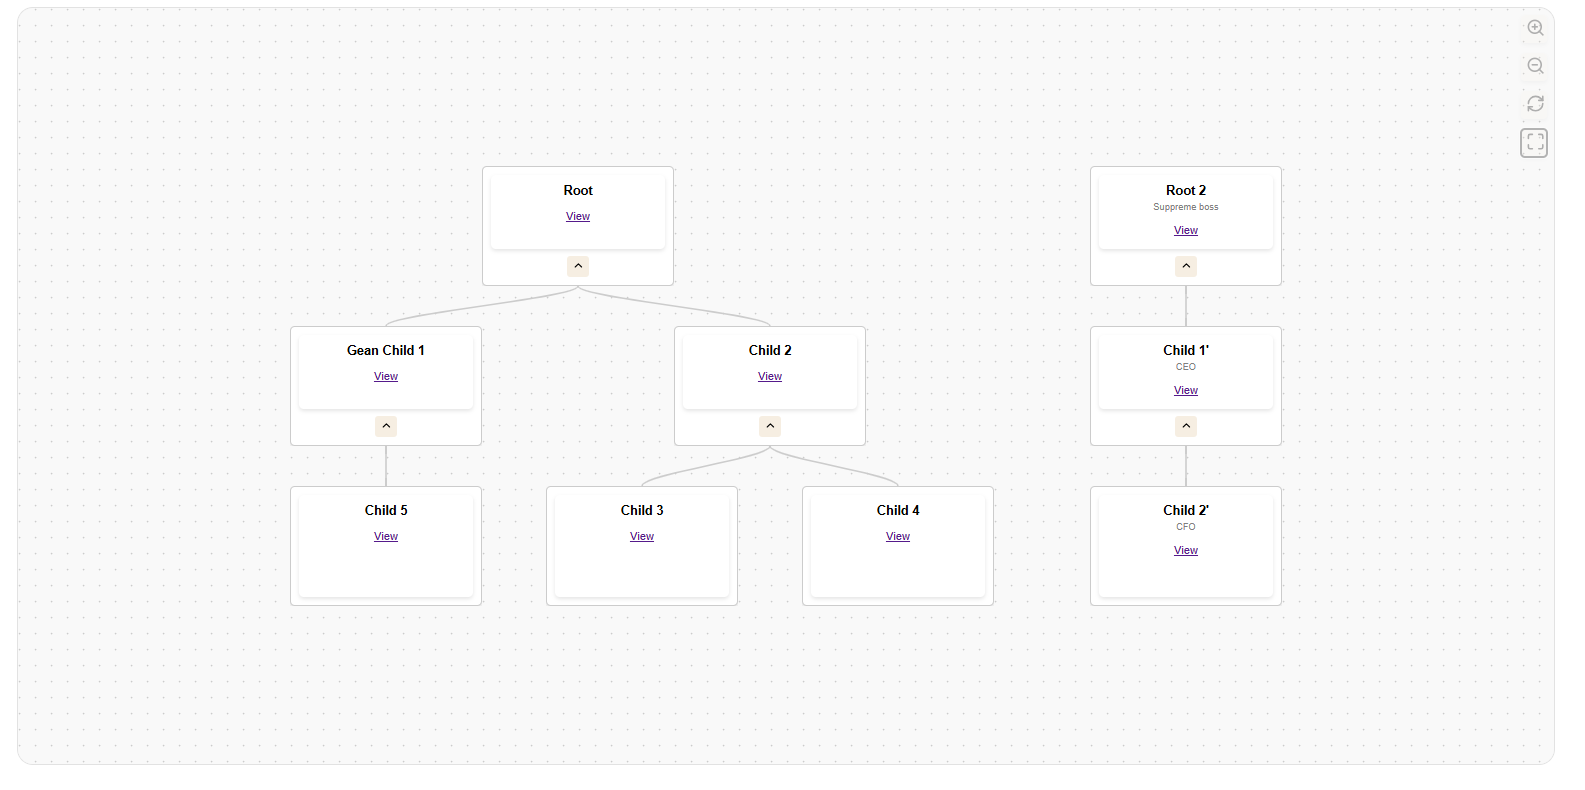 Root
View
Root 2
Suppreme boss
View
Gean Child 1
View
Child 2
View
Child 1'
CEO
View
Child 5
View
Child 3
View
Child 4
View
Child 2'
CFO
View